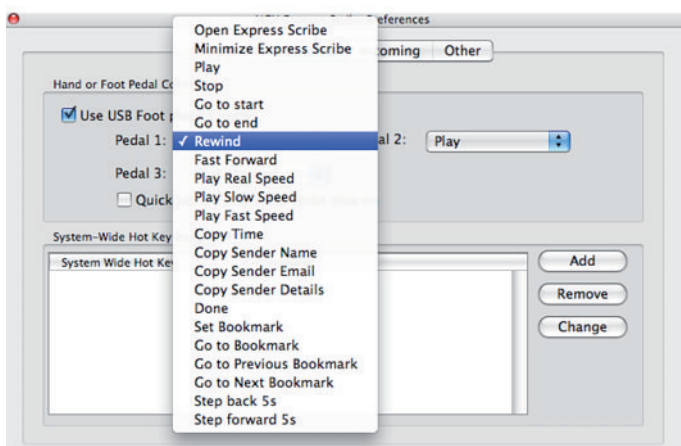 Preferences
Open Express Scribe
Minimize Express Scribe
coming Other
Play
Hand or Foot Pedal Co
Stop
Go to start
Use USB Foot
Go to end
Pedal 1: ✓ Rewind
al 2: Play
Fast Forward
Pedal 3:
Play Real Speed
Quick
Play Slow Speed
Play Fast Speed
System-Wide Hot Key
Copy Time
System Wide Hot Ke
Copy Sender Name
Add
Copy Sender Email
Copy Sender Details
Remove
Done
Set Bookmark
Change
Go to Bookmark
Go to Previous Bookmark
Go to Next Bookmark
Step back 5s
Step forward 5s